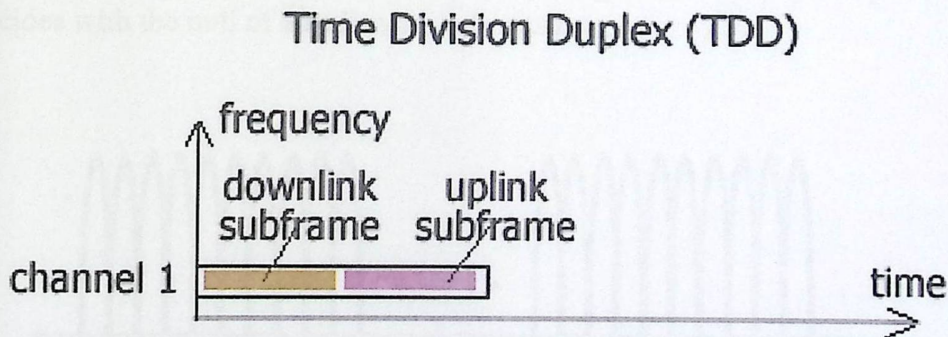 Time Division Duplex (TDD)
frequency
downlink
subframe
uplink
subframe
channel 1
time